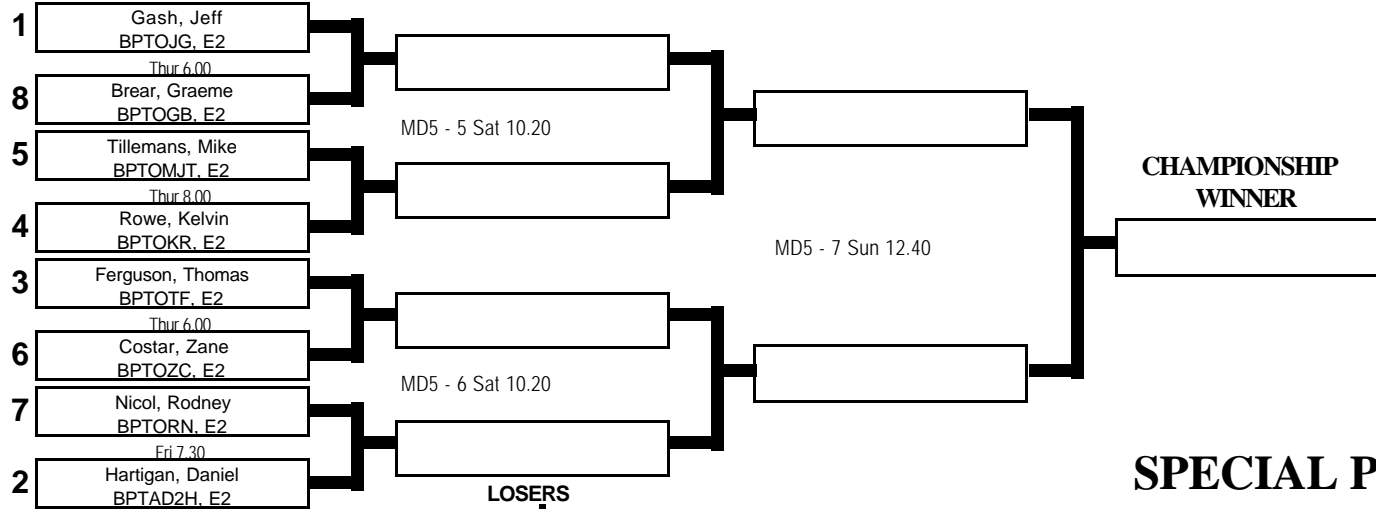 1
Gash, Jeff
BPTOJG, E2
Thur 6.00
8
Brear, Graeme
BPTOGB, E2
MD5 - 5 Sat 10.20
5
Tillemans, Mike
BPTOMJT, E2
Thur 8.00
4
Rowe, Kelvin
BPTOKR, E2
CHAMPIONSHIP
WINNER
MD5 - 7 Sun 12.40
3
Ferguson, Thomas
BPTOTF, E2
Thur 6.00
6
Costar, Zane
BPTOZC, E2
MD5 - 6 Sat 10.20
7
Nicol, Rodney
BPTORN, E2
Fri 7.30
2
Hartigan, Daniel
BPTAD2H, E2
LOSERS
SPECIAL P